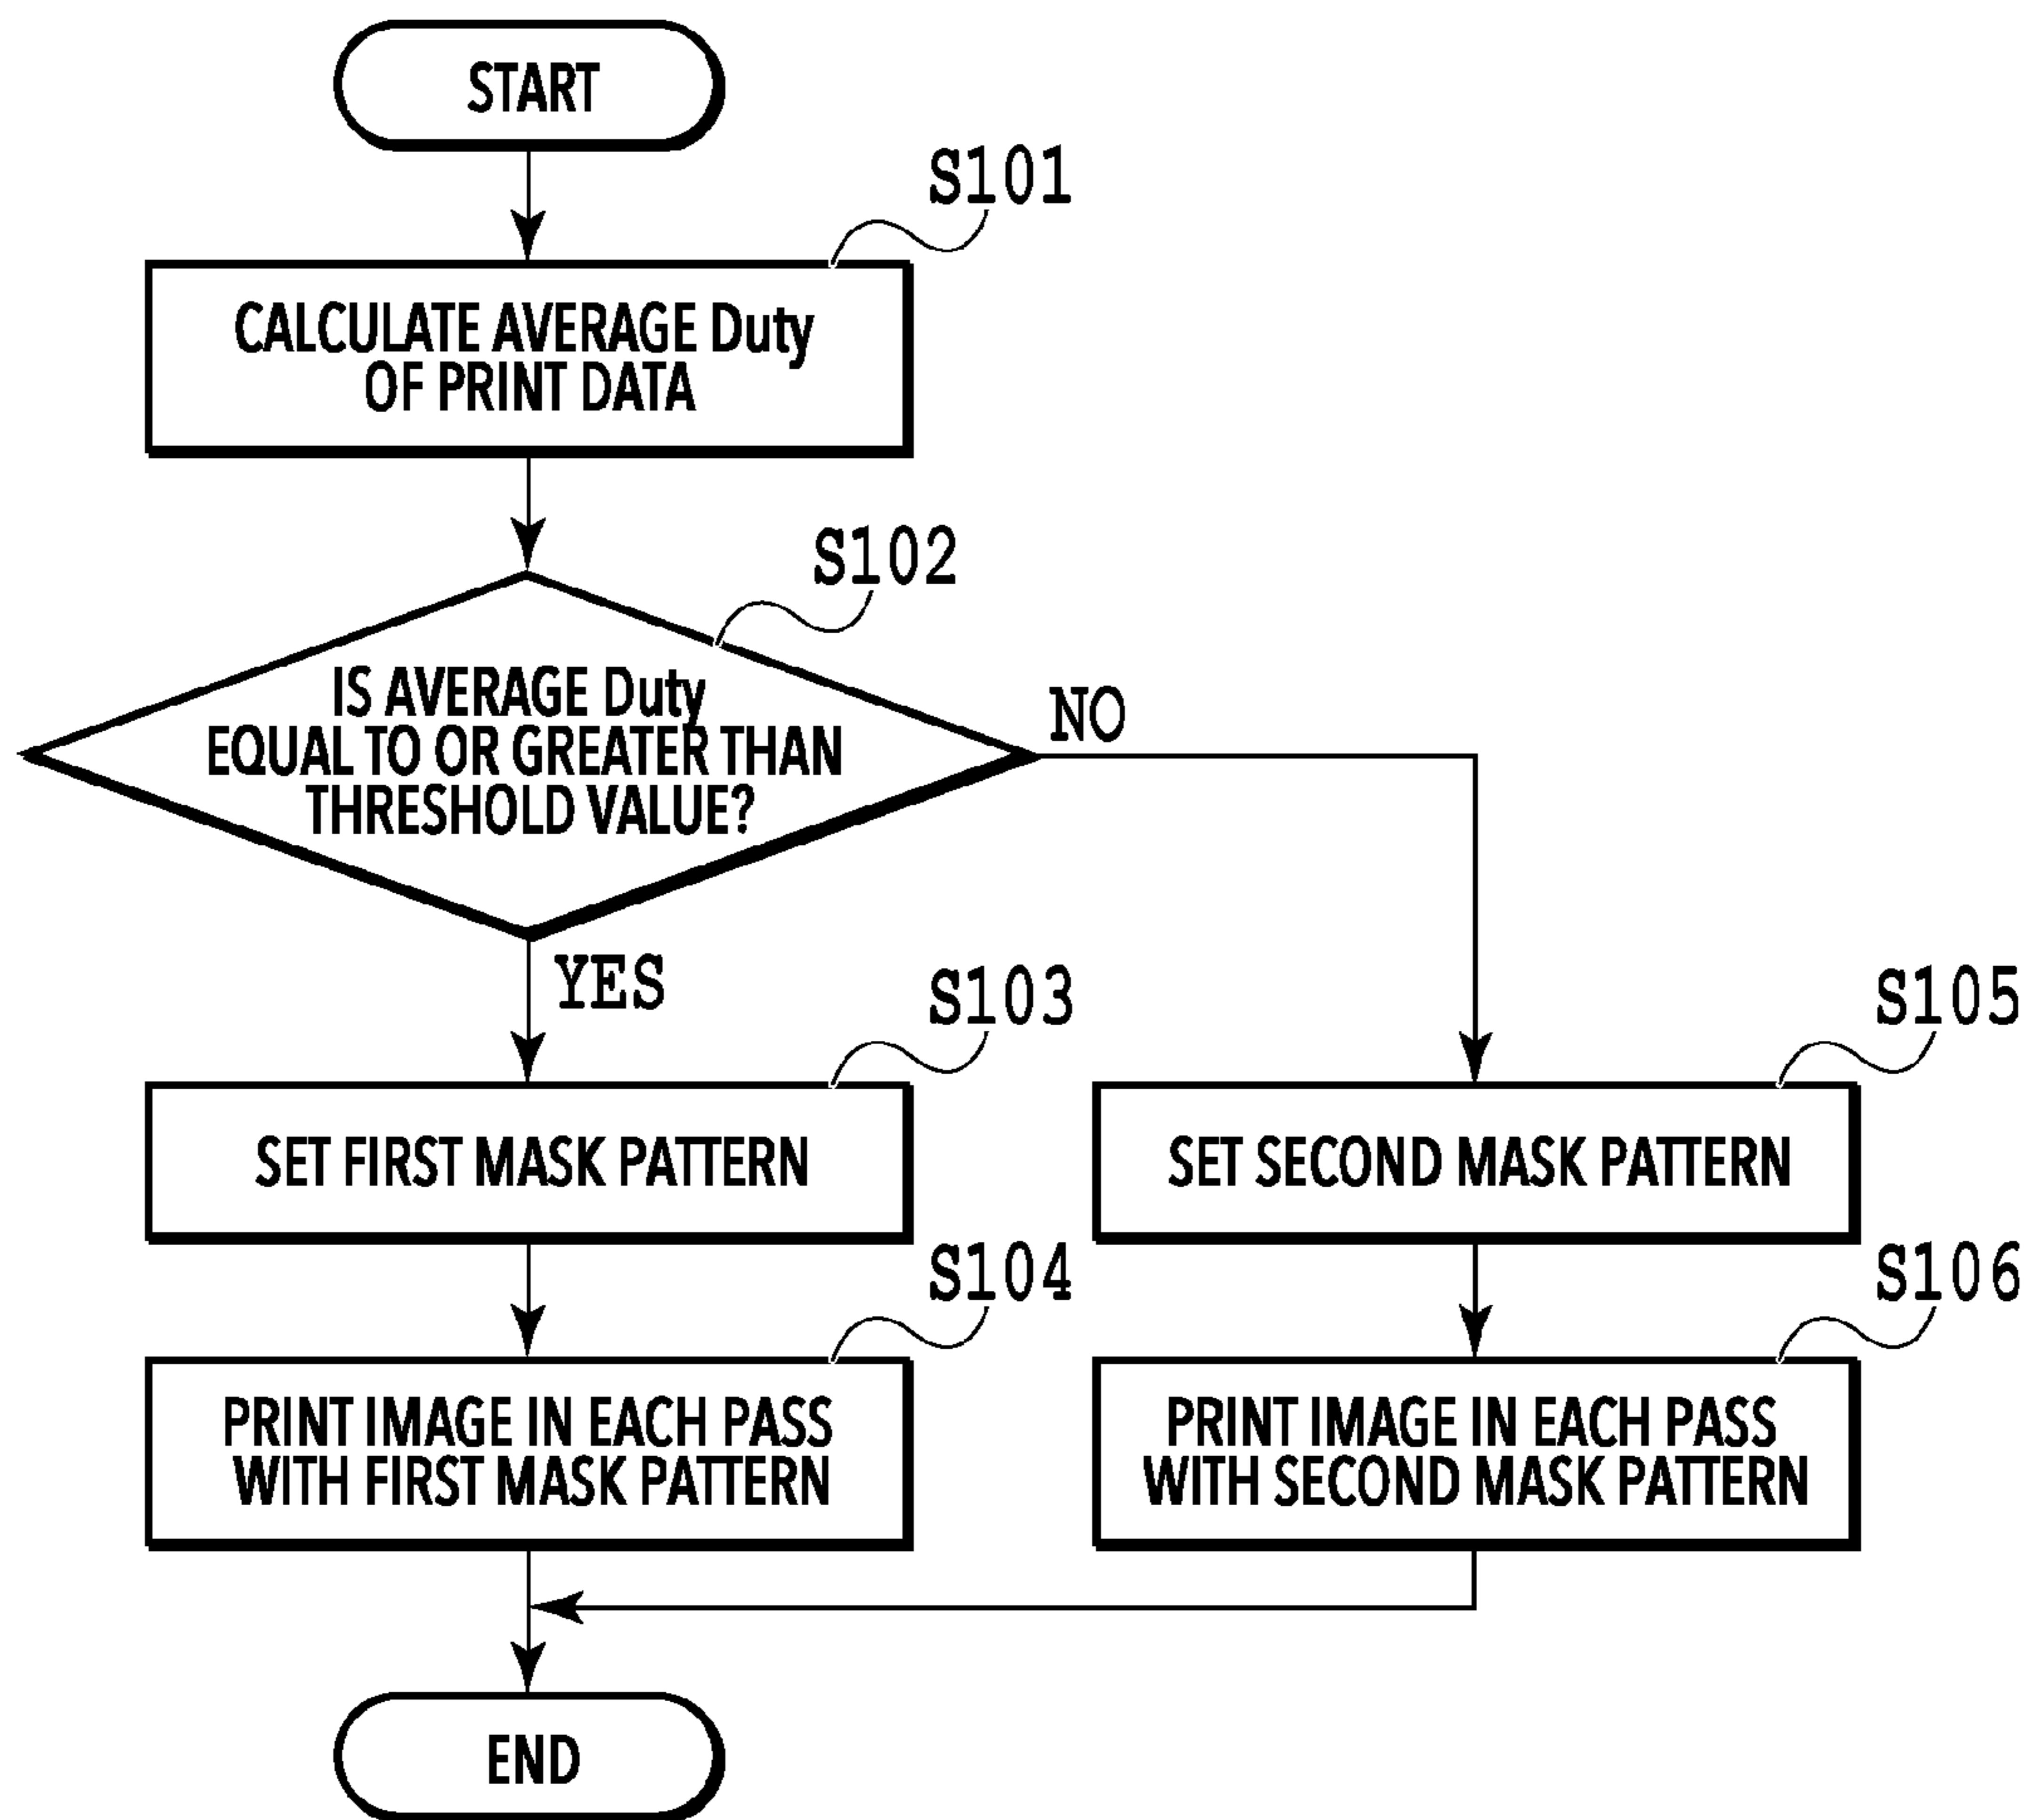 START
S101
CALCULATE AVERAGE Duty
OF PRINT DATA
S102
IS AVERAGE Duty
EQUAL TO OR GREATER THAN
THRESHOLD VALUE?
NO
YES
S103
SET FIRST MASK PATTERN
S105
SET SECOND MASK PATTERN
S104
PRINT IMAGE IN EACH PASS
WITH FIRST MASK PATTERN
S106
PRINT IMAGE IN EACH PASS
WITH SECOND MASK PATTERN
END